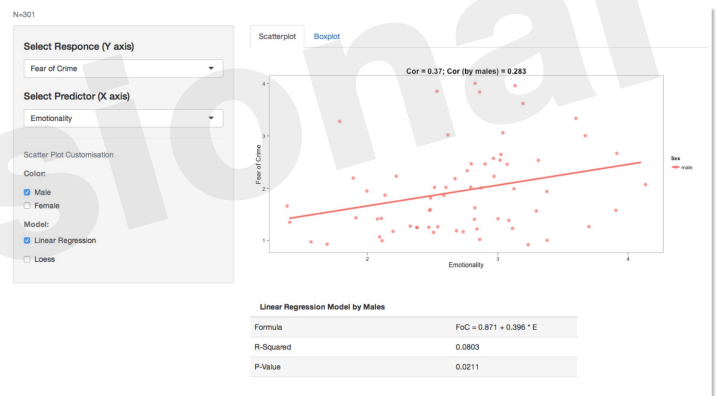 N=301
Select Responce (Y axis)
Fear of Crime
Select Predictor (X axis)
Emotionality
Scatter Plot Customisation
Color:
Male
Female
Model:
Linear Regression
Loess
Scatterplot Boxplot
Cor = 0.37; Cor (by males) = 0.283
4
3
2
1
Fear of Crime
2 3 4
Emotionality
Sex
male
Linear Regression Model by Males
Formula FoC = 0.871 + 0.396 * E
R-Squared 0.0803
P-Value 0.0211
sional